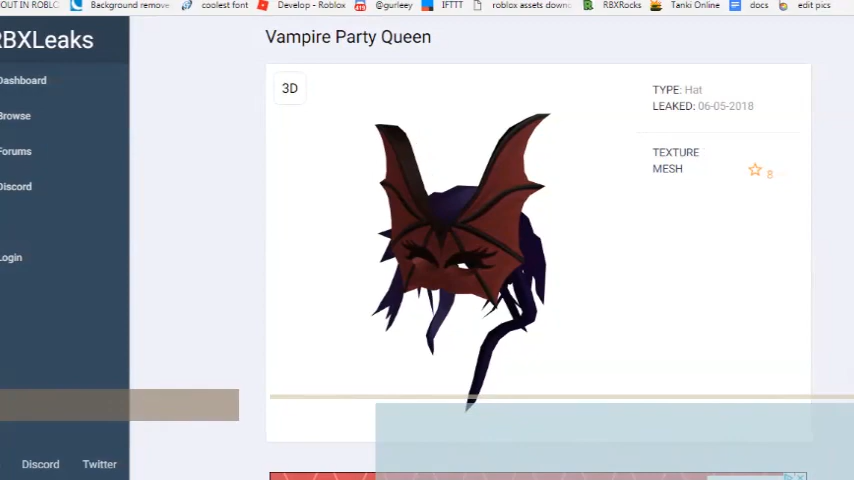 OUT IN ROBLC Background remove coolest font Develop - Roblox @gurleey IFTTT roblox assets down RBXRocks Tanki Online docs edit pics
RBXLeaks
Vampire Party Queen
Dashboard
Browse
Forums
Discord
Login
3D
TYPE: Hat
LEAKED: 06-05-2018
TEXTURE
MESH
8
Discord Twitter